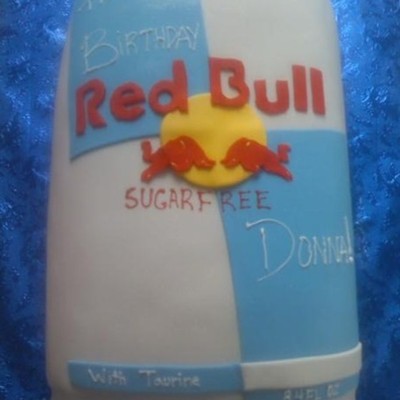 BIRTHDAY
Red Bull
SUGARFREE
DONNA!
With Taurine